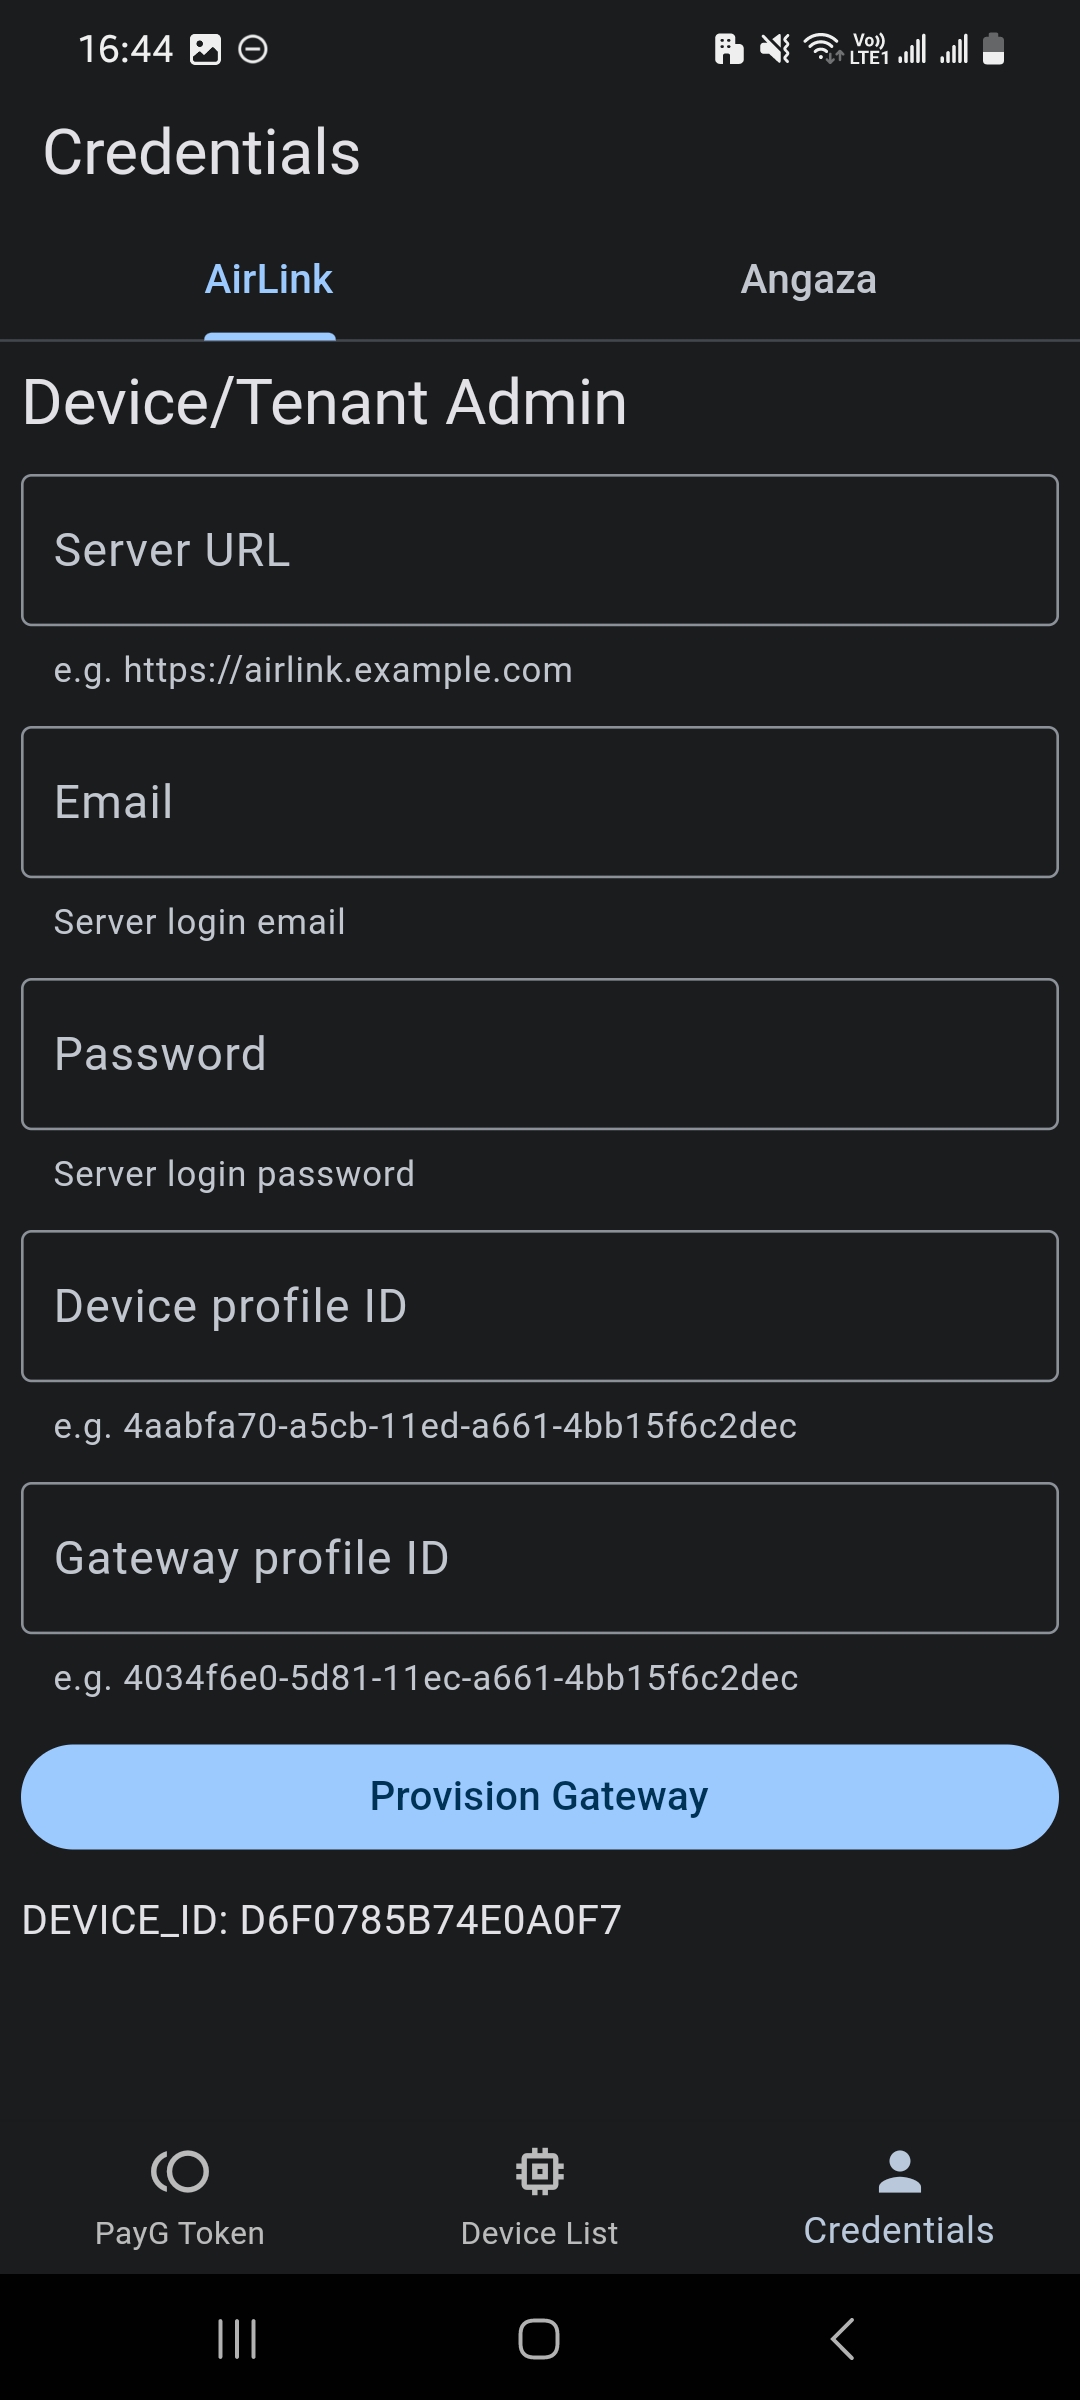 16:44
Vo))
LTE1
Credentials
AirLink
Angaza
Device/Tenant Admin
Server URL
e.g. https://airlink.example.com
Email
Server login email
Password
Server login password
Device profile ID
e.g. 4aabfa70-a5cb-11ed-a661-4bb15f6c2dec
Gateway profile ID
e.g. 4034f6e0-5d81-11ec-a661-4bb15f6c2dec
Provision Gateway
DEVICE_ID: D6F0785B74E0A0F7
PayG Token
Device List
Credentials